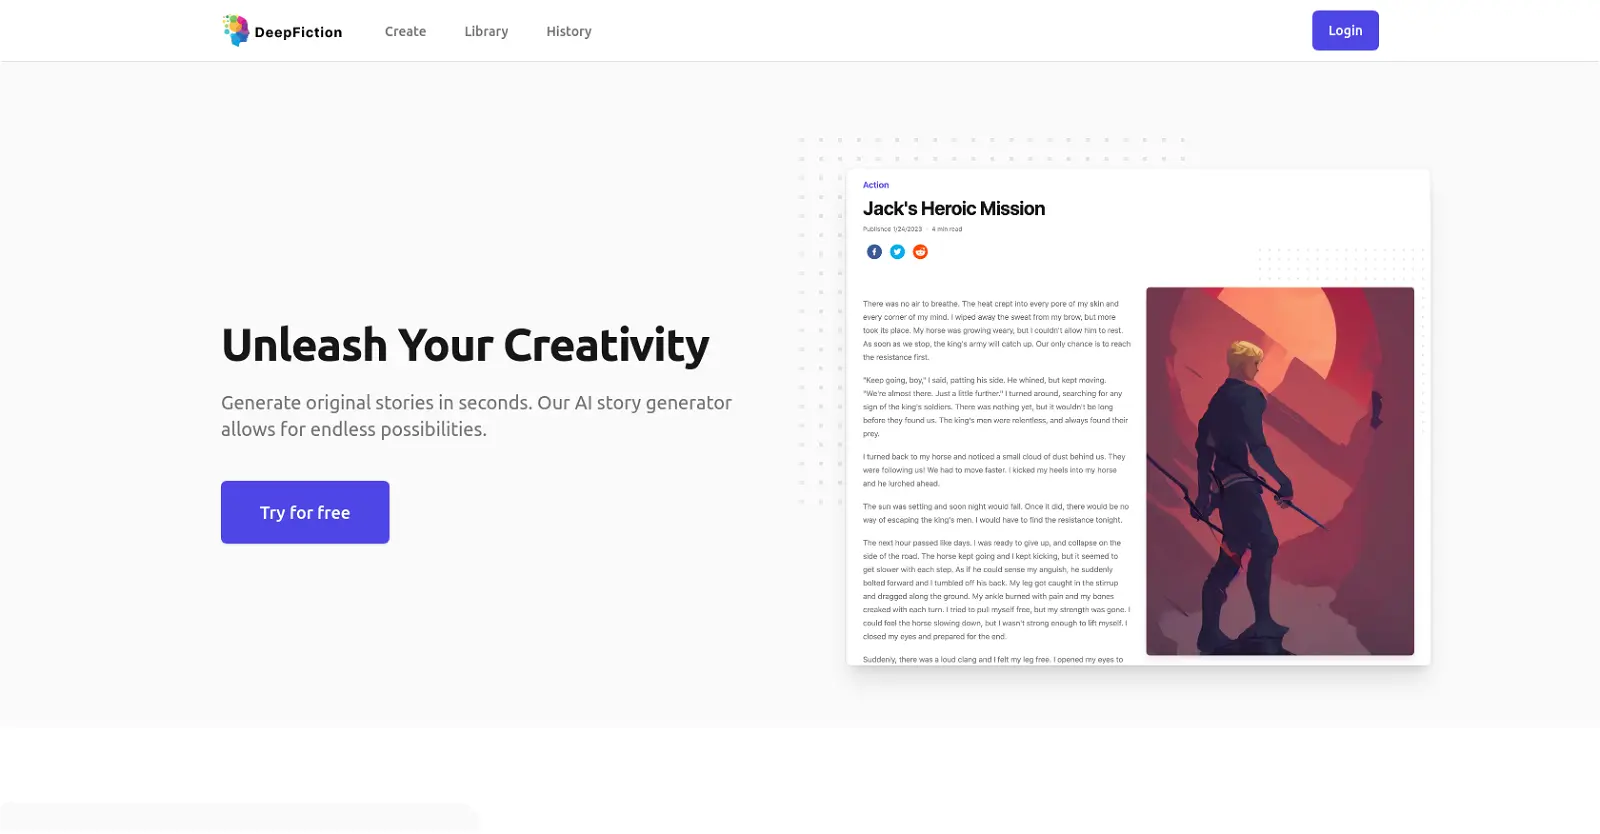 DeepFiction
Create
Library
History
Login
Unleash Your Creativity
Generate original stories in seconds. Our AI story generator
allows for endless possibilities.
Try for free
Action
Jack's Heroic Mission
Published 1/24/2023 · 4 min read
There was no air to breathe. The heat crept into every pore of my skin and
every corner of my mind. I wiped away the sweat from my brow, but more
took its place. My horse was growing weary, but I couldn't allow him to rest.
As soon as we stop, the king's army will catch up. Our only chance is to reach
the resistance first.
"Keep going, boy," I said, patting his side. He whined, but kept moving.
"We're almost there. Just a little further." I turned around, searching for any
sign of the king's soldiers. There was nothing yet, but it wouldn't be long
before they found us. The king's men were relentless, and always found their
prey.
I turned back to my horse and noticed a small cloud of dust behind us. They
were following us! We had to move faster. I kicked my heels into my horse
and he lurched ahead.
The sun was setting and soon night would fall. Once it did, there would be no
way of escaping the king's men. I would have to find the resistance tonight.
The next hour passed like days. I was ready to give up, and collapse on the
side of the road. The horse kept going and I kept kicking, but it seemed to
get slower with each step. As if he could sense my anguish, he suddenly
bolted forward and I tumbled off his back. My leg got caught in the stirrup
and dragged along the ground. My ankle burned with pain and my bones
creaked with each turn. I tried to pull myself free, but my strength was gone. I
could feel the horse slowing down, but I wasn't strong enough to lift myself. I
closed my eyes and prepared for the end.
Suddenly, there was a loud clang and I felt my leg free. I opened my eyes to